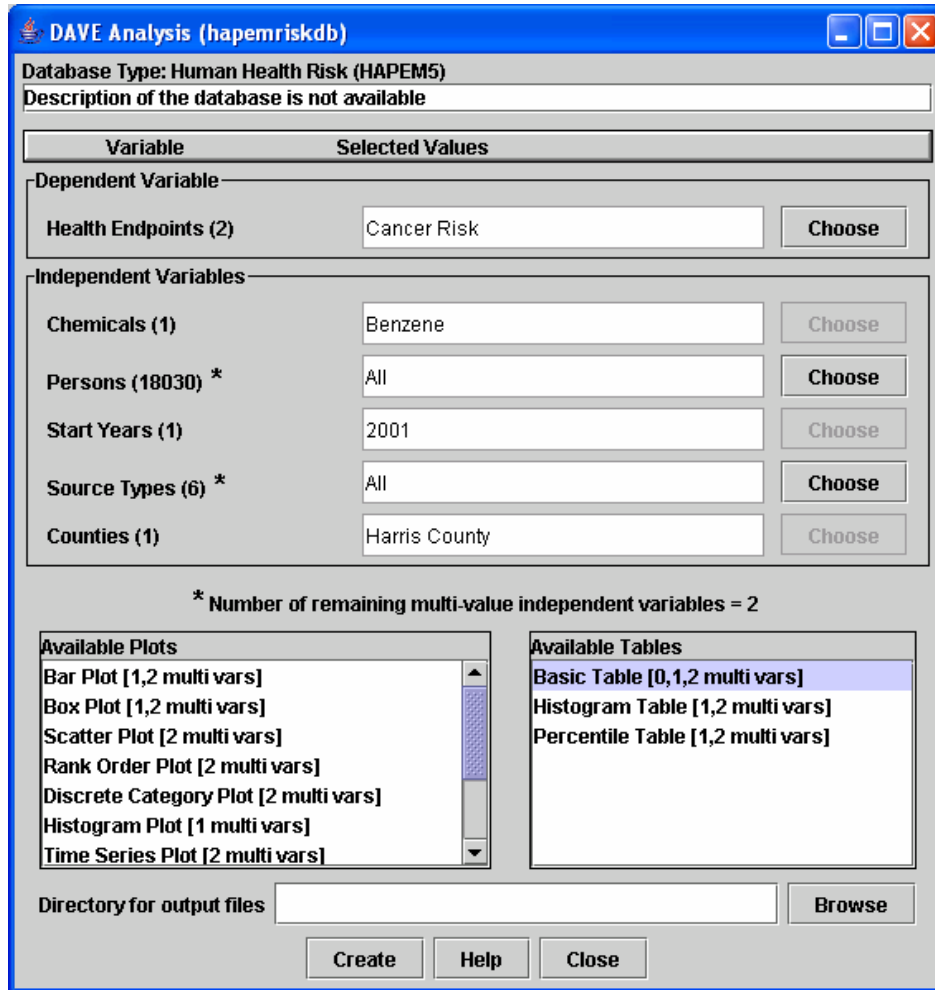 DAVE Analysis (hapemriskdb)
Database Type: Human Health Risk (HAPEM5)
Description of the database is not available
Variable Selected Values
Dependent Variable
Health Endpoints (2) Cancer Risk Choose
Independent Variables
Chemicals (1) Benzene Choose
Persons (18030) * All Choose
Start Years (1) 2001 Choose
Source Types (6) * All Choose
Counties (1) Harris County Choose
* Number of remaining multi-value independent variables = 2
Available Plots
Bar Plot [1,2 multi vars]
Box Plot [1,2 multi vars]
Scatter Plot [2 multi vars]
Rank Order Plot [2 multi vars]
Discrete Category Plot [2 multi vars]
Histogram Plot [1 multi vars]
Time Series Plot [2 multi vars]
Available Tables
Basic Table [0,1,2 multi vars]
Histogram Table [1,2 multi vars]
Percentile Table [1,2 multi vars]
Directory for output files Browse
Create Help Close